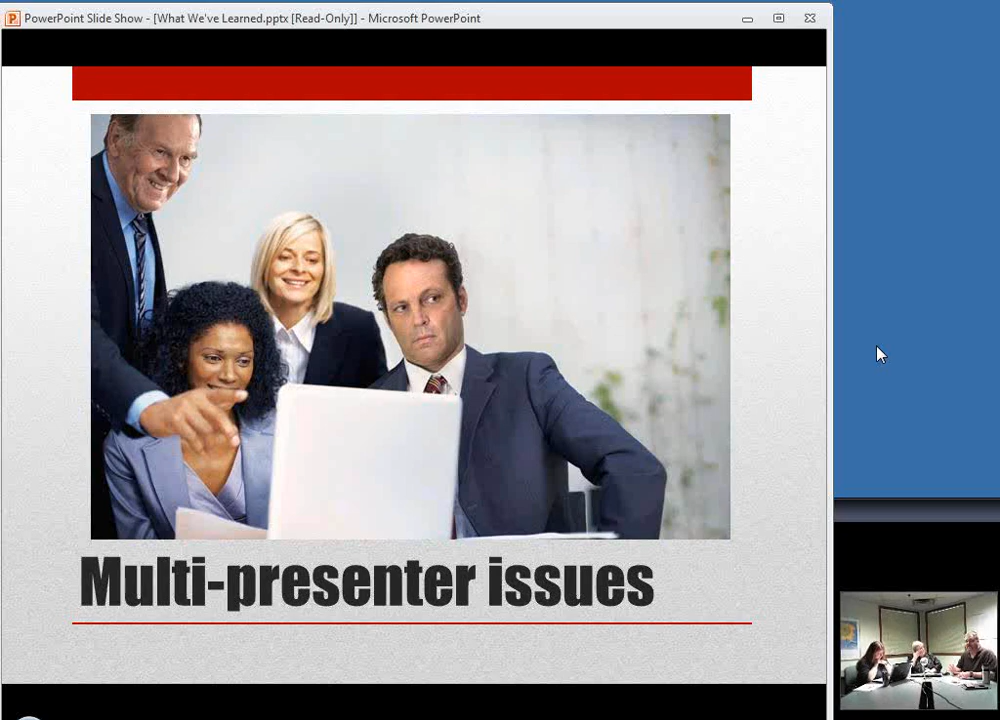 PowerPoint Slide Show - [What We've Learned.pptx [Read-Only]] - Microsoft PowerPoint
Multi-presenter issues